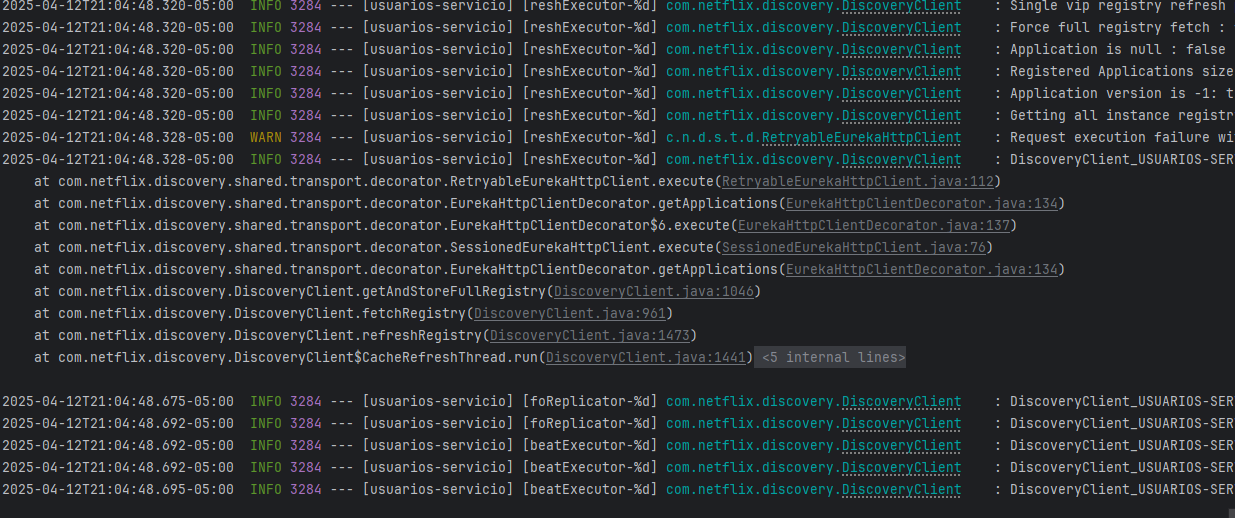 2025-04-12T21:04:48.320-05:00  INFO 3284 --- [usuarios-servicio] [reshExecutor-%d] com.netflix.discovery.DiscoveryClient    : Single vip registry refresh
2025-04-12T21:04:48.320-05:00  INFO 3284 --- [usuarios-servicio] [reshExecutor-%d] com.netflix.discovery.DiscoveryClient    : Force full registry fetch :
2025-04-12T21:04:48.320-05:00  INFO 3284 --- [usuarios-servicio] [reshExecutor-%d] com.netflix.discovery.DiscoveryClient    : Application is null : false
2025-04-12T21:04:48.320-05:00  INFO 3284 --- [usuarios-servicio] [reshExecutor-%d] com.netflix.discovery.DiscoveryClient    : Registered Applications size
2025-04-12T21:04:48.320-05:00  INFO 3284 --- [usuarios-servicio] [reshExecutor-%d] com.netflix.discovery.DiscoveryClient    : Application version is -1: t
2025-04-12T21:04:48.320-05:00  INFO 3284 --- [usuarios-servicio] [reshExecutor-%d] com.netflix.discovery.DiscoveryClient    : Getting all instance registr
2025-04-12T21:04:48.328-05:00  WARN 3284 --- [usuarios-servicio] [reshExecutor-%d] c.n.d.s.t.d.RetryableEurekaHttpClient    : Request execution failure wi
2025-04-12T21:04:48.328-05:00  INFO 3284 --- [usuarios-servicio] [reshExecutor-%d] com.netflix.discovery.DiscoveryClient    : DiscoveryClient_USUARIOS-SER
at com.netflix.discovery.shared.transport.decorator.RetryableEurekaHttpClient.execute(RetryableEurekaHttpClient.java:112)
at com.netflix.discovery.shared.transport.decorator.EurekaHttpClientDecorator.getApplications(EurekaHttpClientDecorator.java:134)
at com.netflix.discovery.shared.transport.decorator.EurekaHttpClientDecorator$6.execute(EurekaHttpClientDecorator.java:137)
at com.netflix.discovery.shared.transport.decorator.SessionedEurekaHttpClient.execute(SessionedEurekaHttpClient.java:76)
at com.netflix.discovery.shared.transport.decorator.EurekaHttpClientDecorator.getApplications(EurekaHttpClientDecorator.java:134)
at com.netflix.discovery.DiscoveryClient.getAndStoreFullRegistry(DiscoveryClient.java:1046)
at com.netflix.discovery.DiscoveryClient.fetchRegistry(DiscoveryClient.java:961)
at com.netflix.discovery.DiscoveryClient.refreshRegistry(DiscoveryClient.java:1473)
at com.netflix.discovery.DiscoveryClient$CacheRefreshThread.run(DiscoveryClient.java:1441) <5 internal lines>
2025-04-12T21:04:48.675-05:00  INFO 3284 --- [usuarios-servicio] [foReplicator-%d] com.netflix.discovery.DiscoveryClient    : DiscoveryClient_USUARIOS-SER
2025-04-12T21:04:48.692-05:00  INFO 3284 --- [usuarios-servicio] [foReplicator-%d] com.netflix.discovery.DiscoveryClient    : DiscoveryClient_USUARIOS-SER
2025-04-12T21:04:48.692-05:00  INFO 3284 --- [usuarios-servicio] [beatExecutor-%d] com.netflix.discovery.DiscoveryClient    : DiscoveryClient_USUARIOS-SER
2025-04-12T21:04:48.692-05:00  INFO 3284 --- [usuarios-servicio] [beatExecutor-%d] com.netflix.discovery.DiscoveryClient    : DiscoveryClient_USUARIOS-SER
2025-04-12T21:04:48.695-05:00  INFO 3284 --- [usuarios-servicio] [beatExecutor-%d] com.netflix.discovery.DiscoveryClient    : DiscoveryClient_USUARIOS-SER